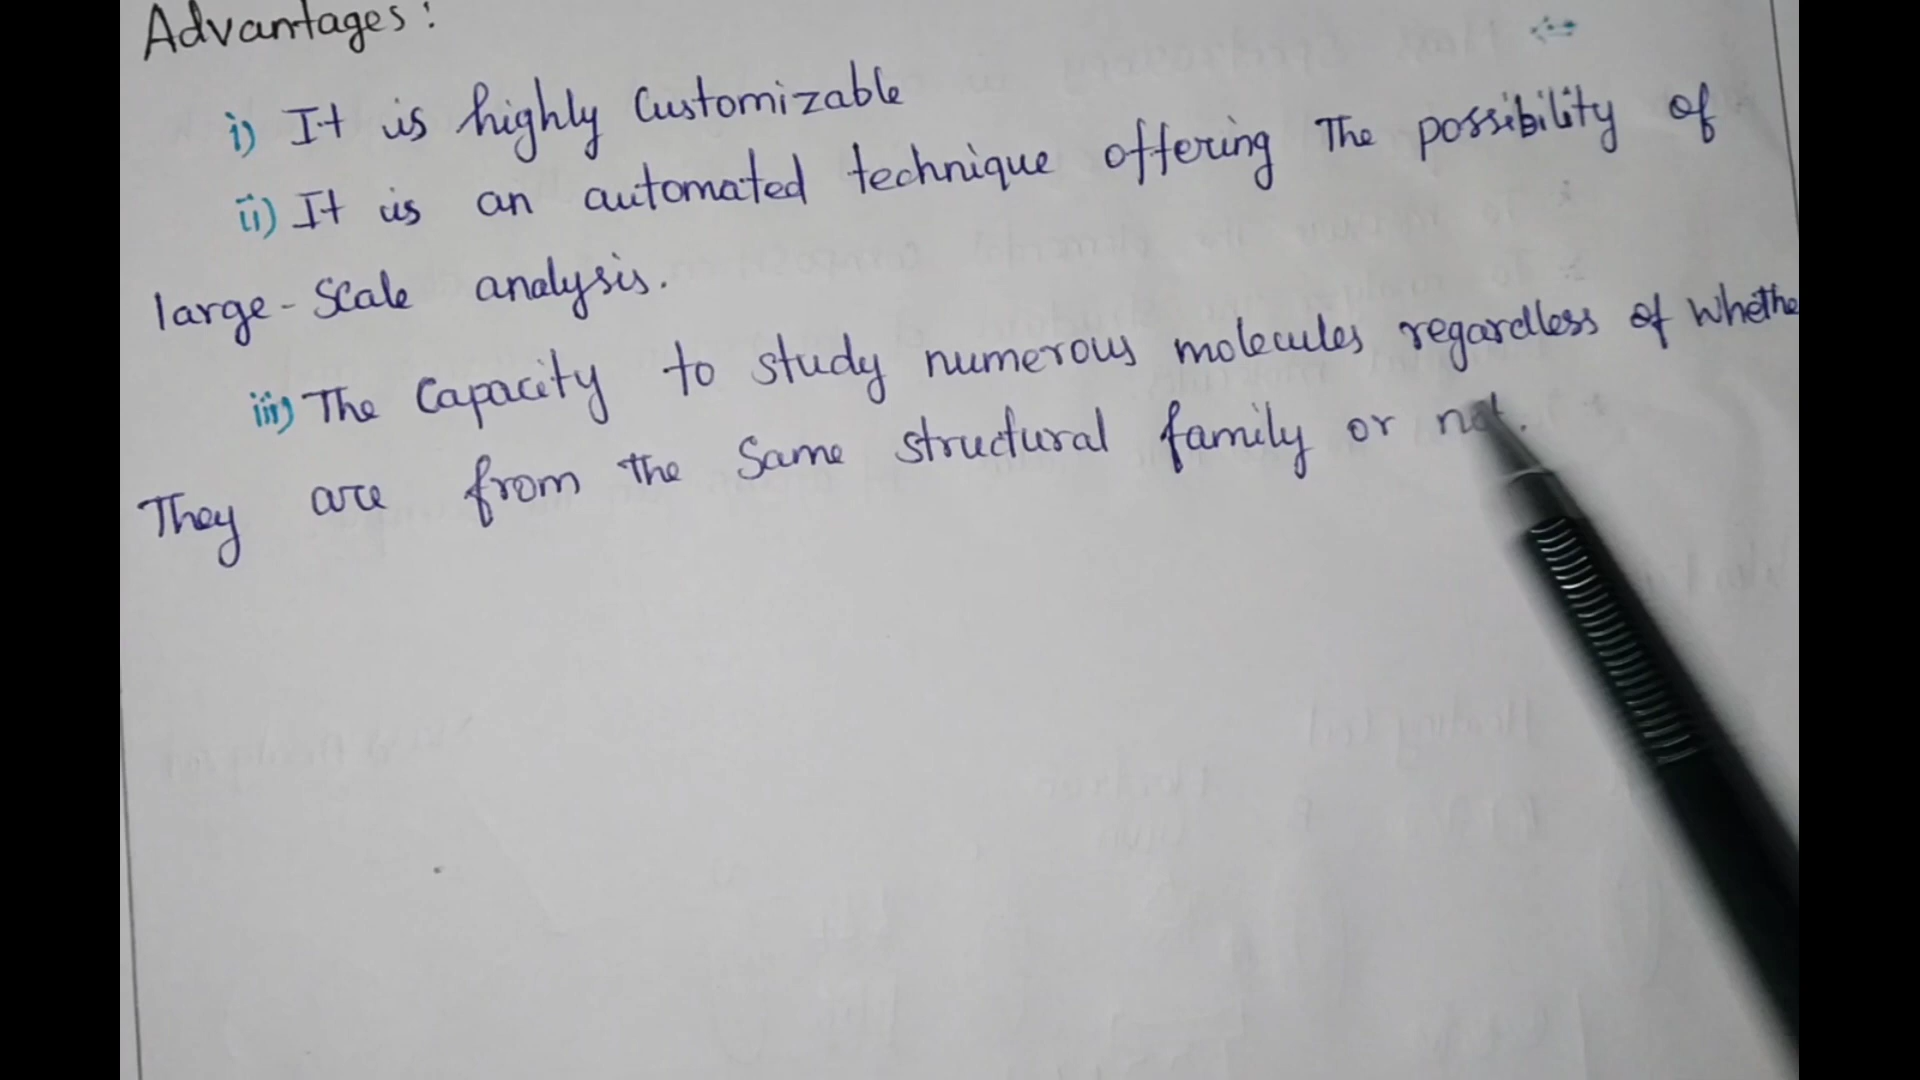 Advantages:
i) It is highly Customizable
ii) It is an automated technique offering The possibility of
large-Scale analysis.
iii) The Capacity to study numerous molecules regardless of Whethe
They are from the Same structural family or not.